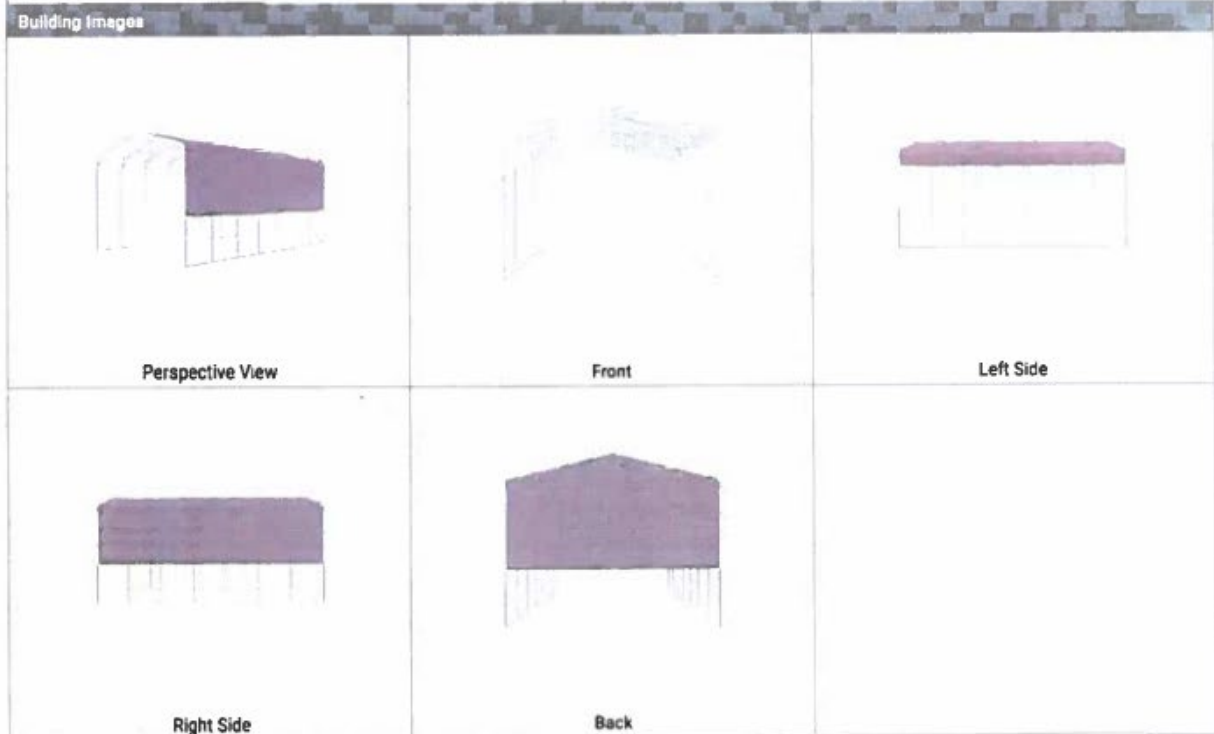 Building Images
Perspective View
Front
Left Side
Right Side
Back